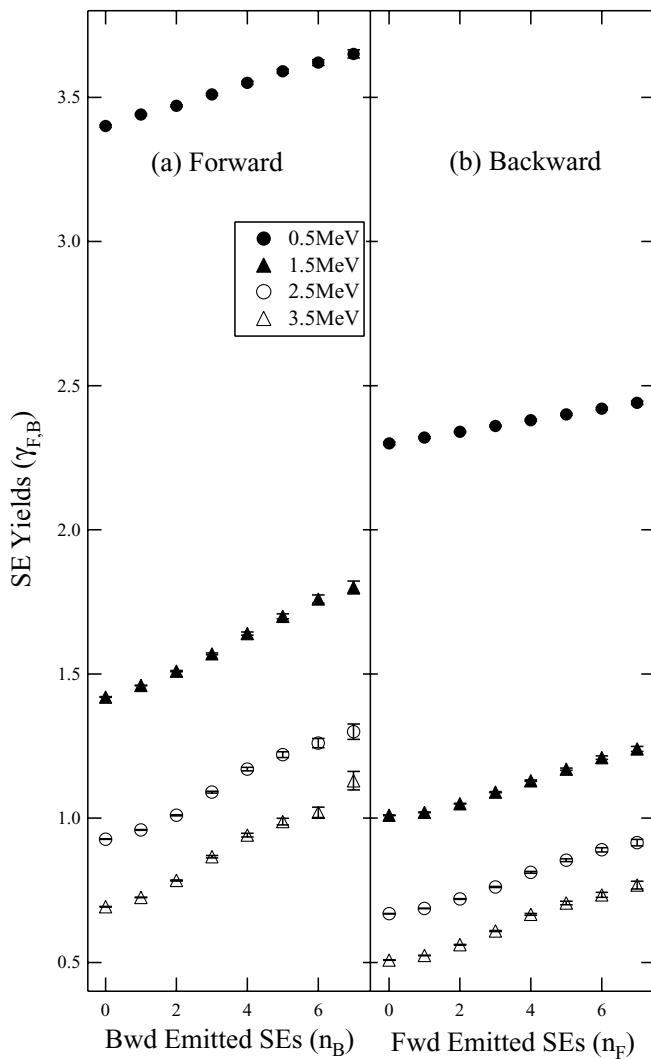 3.5
3.0
2.5
2.0
1.5
1.0
0.5
SE Yields (γF,B)
(a) Forward
(b) Backward
0.5MeV
1.5MeV
2.5MeV
3.5MeV
0 2 4 6
0 2 4 6
Bwd Emitted SEs (nB)
Fwd Emitted SEs (nF)